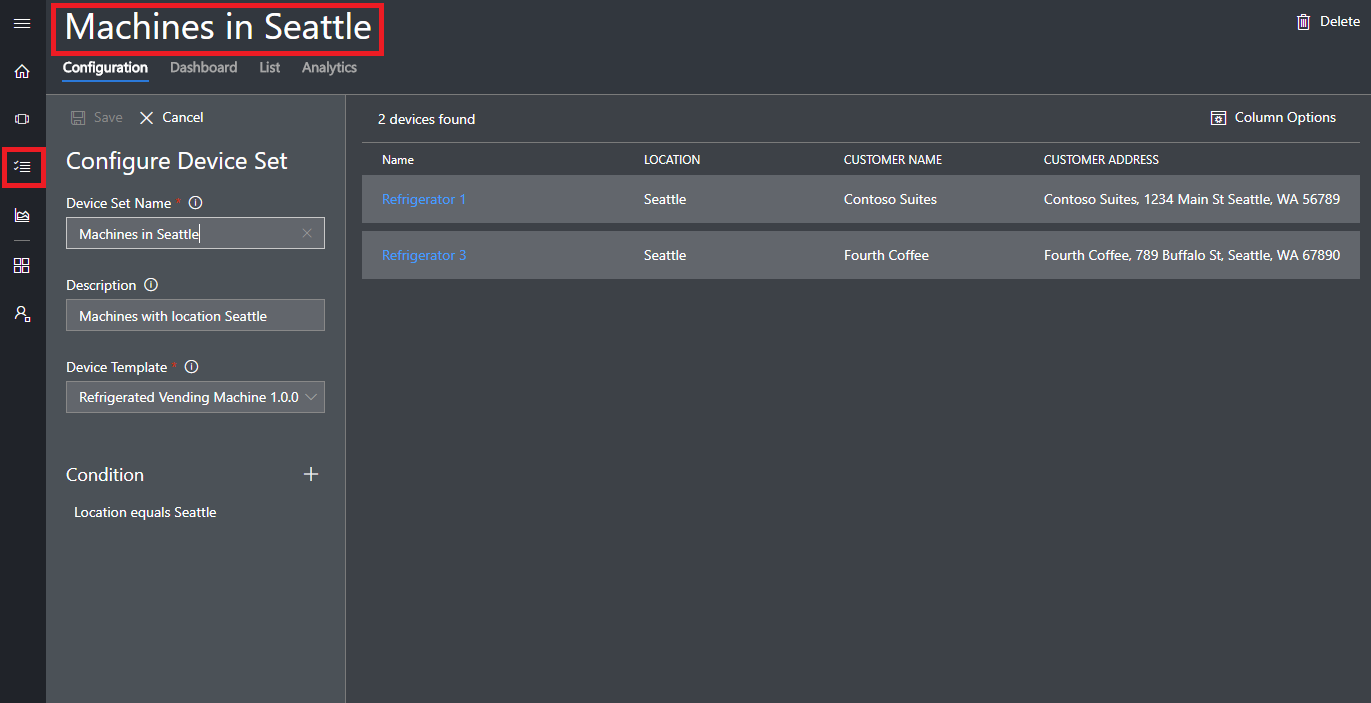 Machines in Seattle
Delete
Configuration Dashboard List Analytics
Save Cancel
Configure Device Set
Device Set Name *
Machines in Seattle
Description
Machines with location Seattle
Device Template *
Refrigerated Vending Machine 1.0.0
Condition
Location equals Seattle
2 devices found
Column Options
Name LOCATION CUSTOMER NAME CUSTOMER ADDRESS
Refrigerator 1 Seattle Contoso Suites Contoso Suites, 1234 Main St Seattle, WA 56789
Refrigerator 3 Seattle Fourth Coffee Fourth Coffee, 789 Buffalo St, Seattle, WA 67890